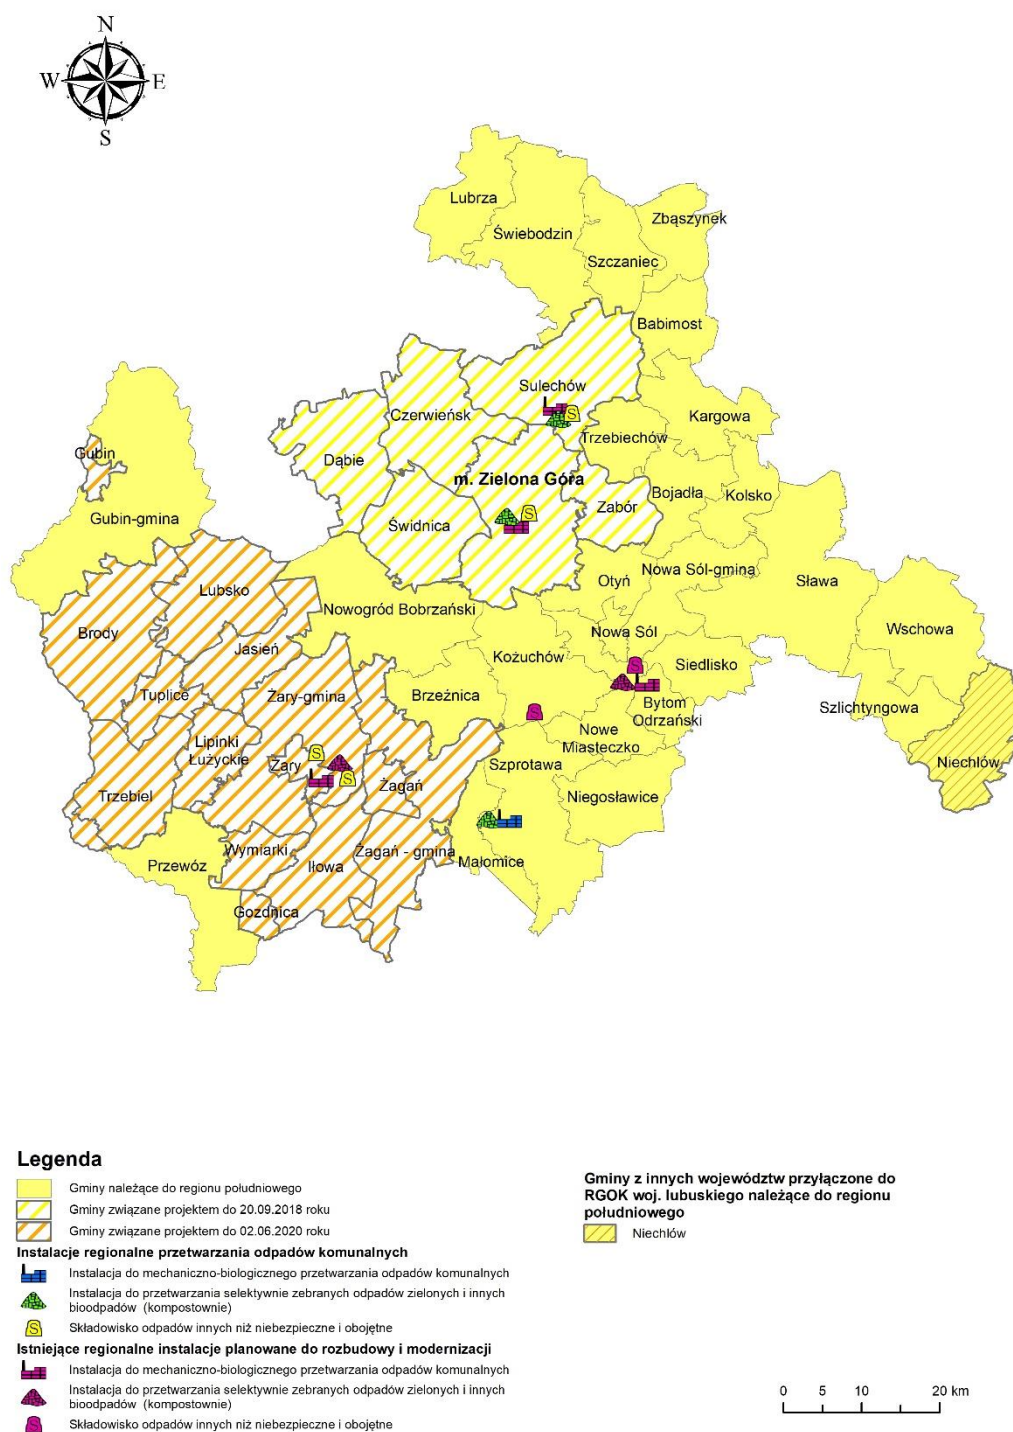 N
W E
S
Lubrza
Świebodzin
Zbąszynek
Szczaniec
Babimost
Sulechów
Kargowa
Czerwieńsk
S
Trzebiechów
Gubin
Dąbie
m. Zielona Góra
Bojadła
Kolsko
Zabór
Gubin-gmina
Świdnica
S
Otyń
Nowa Sól-gmina
Sława
Lubsko
Nowogród Bobrzański
Brody
Nowa Sól
Wschowa
Jasień
Kożuchów
S
Siedlisko
Tuplice
Żary-gmina
Brzeźnica
Bytom
Odrzański
Szlichtyngowa
S
Nowe
Miasteczko
Lipinki
Łużyckie
S
Żary
Szprotawa
Niechlów
S
Żagań
Trzebiel
Niegosławice
Wymiarki
Żagań - gmina
Małomice
Przewóz
Iłowa
Gozdnica
Legenda
Gminy należące do regionu południowego
Gminy związane projektem do 20.09.2018 roku
Gminy związane projektem do 02.06.2020 roku
Instalacje regionalne przetwarzania odpadów komunalnych
Instalacja do mechaniczno-biologicznego przetwarzania odpadów komunalnych
Instalacja do przetwarzania selektywnie zebranych odpadów zielonych i innych
bioodpadów (kompostownie)
S Składowisko odpadów innych niż niebezpieczne i obojętne
Istniejące regionalne instalacje planowane do rozbudowy i modernizacji
Instalacja do mechaniczno-biologicznego przetwarzania odpadów komunalnych
Instalacja do przetwarzania selektywnie zebranych odpadów zielonych i innych
bioodpadów (kompostownie)
S Składowisko odpadów innych niż niebezpieczne i obojętne
Gminy z innych województw przyłączone do
RGOK woj. lubuskiego należące do regionu
południowego
Niechlów
0 5 10 20 km